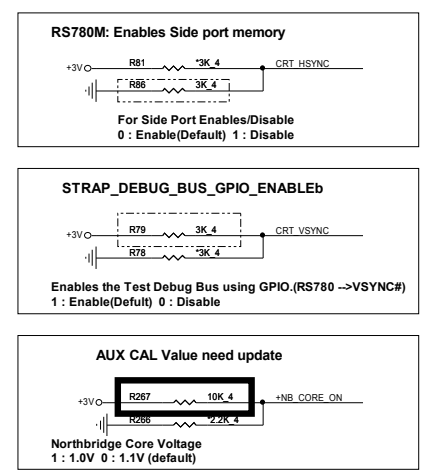 RS780M: Enables Side port memory
+3V R81 *3K_4 CRT_HSYNC
R86 3K_4
For Side Port Enables/Disable
0 : Enable(Default) 1 : Disable
STRAP_DEBUG_BUS_GPIO_ENABLEb
+3V R79 3K_4 CRT_VSYNC
R78 *3K_4
Enables the Test Debug Bus using GPIO.(RS780 -->VSYNC#)
1 : Enable(Defult) 0 : Disable
AUX CAL Value need update
+3V R267 10K_4 +NB_CORE_ON
R266 *2.2K_4
Northbridge Core Voltage
1 : 1.0V 0 : 1.1V (default)